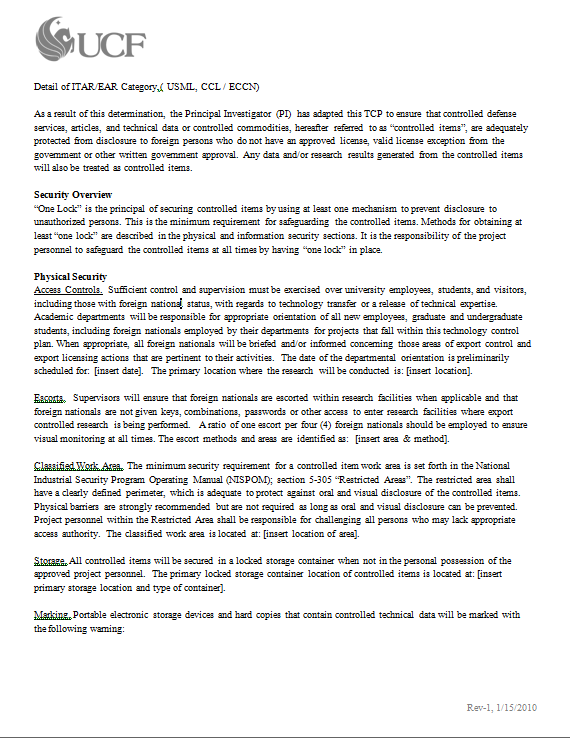 UCF
Detail of ITAR/EAR Category,( USML, CCL / ECCN)
As a result of this determination, the Principal Investigator (PI) has adapted this TCP to ensure that controlled defense
services, articles, and technical data or controlled commodities, hereafter referred to as “controlled items”, are adequately
protected from disclosure to foreign persons who do not have an approved license, valid license exception from the
government or other written government approval. Any data and/or research results generated from the controlled items
will also be treated as controlled items.
Security Overview
“One Lock” is the principal of securing controlled items by using at least one mechanism to prevent disclosure to
unauthorized persons. This is the minimum requirement for safeguarding the controlled items. Methods for obtaining at
least “one lock” are described in the physical and information security sections. It is the responsibility of the project
personnel to safeguard the controlled items at all times by having “one lock” in place.
Physical Security
Access Controls. Sufficient control and supervision must be exercised over university employees, students, and visitors,
including those with foreign national, status, with regards to technology transfer or a release of technical expertise.
Academic departments will be responsible for appropriate orientation of all new employees, graduate and undergraduate
students, including foreign nationals employed by their departments for projects that fall within this technology control
plan. When appropriate, all foreign nationals will be briefed and/or informed concerning those areas of export control and
export licensing actions that are pertinent to their activities. The date of the departmental orientation is preliminarily
scheduled for: [insert date]. The primary location where the research will be conducted is: [insert location].
Escorts. Supervisors will ensure that foreign nationals are escorted within research facilities when applicable and that
foreign nationals are not given keys, combinations, passwords or other access to enter research facilities where export
controlled research is being performed. A ratio of one escort per four (4) foreign nationals should be employed to ensure
visual monitoring at all times. The escort methods and areas are identified as: [insert area & method].
Classified Work Area. The minimum security requirement for a controlled item work area is set forth in the National
Industrial Security Program Operating Manual (NISPOM); section 5-305 “Restricted Areas”. The restricted area shall
have a clearly defined perimeter, which is adequate to protect against oral and visual disclosure of the controlled items.
Physical barriers are strongly recommended but are not required as long as oral and visual disclosure can be prevented.
Project personnel within the Restricted Area shall be responsible for challenging all persons who may lack appropriate
access authority. The classified work area is located at: [insert location of area].
Storage. All controlled items will be secured in a locked storage container when not in the personal possession of the
approved project personnel. The primary locked storage container location of controlled items is located at: [insert
primary storage location and type of container].
Marking. Portable electronic storage devices and hard copies that contain controlled technical data will be marked with
the following warning:
Rev-1, 1/15/2010